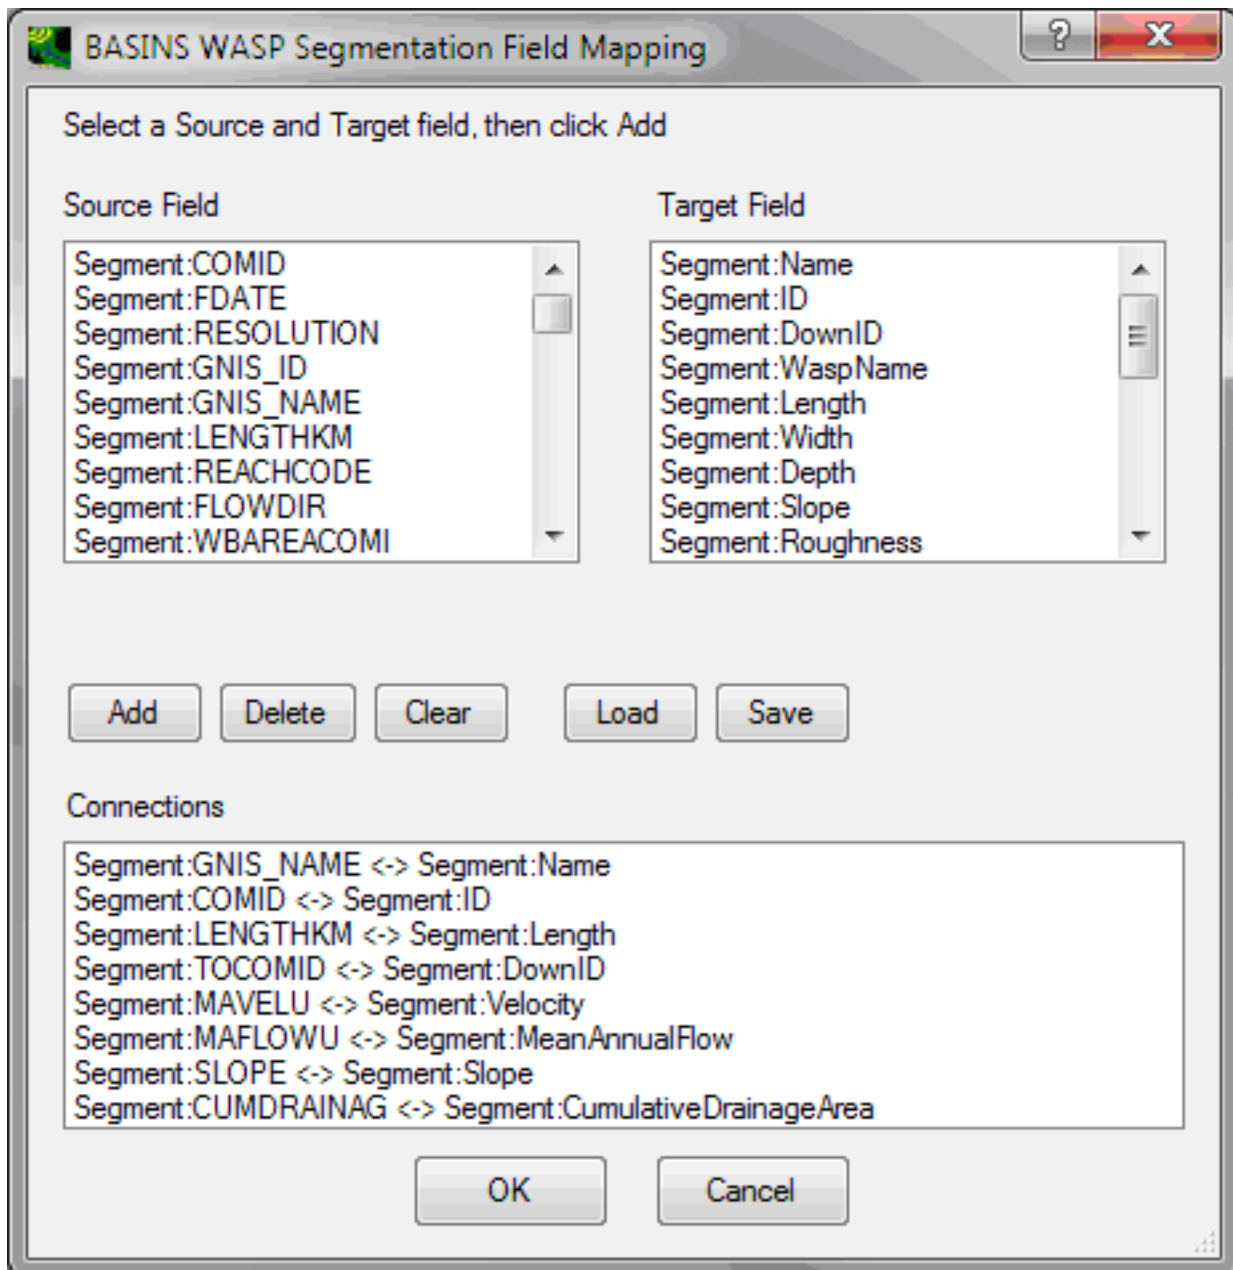 BASINS WASP Segmentation Field Mapping
?
X
Select a Source and Target field, then click Add
Source Field
Segment:COMID
Segment:FDATE
Segment:RESOLUTION
Segment:GNIS_ID
Segment:GNIS_NAME
Segment:LENGTHKM
Segment:REACHCODE
Segment:FLOWDIR
Segment:WBAREACOMI
Target Field
Segment:Name
Segment:ID
Segment:DownID
Segment:WaspName
Segment:Length
Segment:Width
Segment:Depth
Segment:Slope
Segment:Roughness
Add
Delete
Clear
Load
Save
Connections
Segment:GNIS_NAME <-> Segment:Name
Segment:COMID <-> Segment:ID
Segment:LENGTHKM <-> Segment:Length
Segment:TOCOMID <-> Segment:DownID
Segment:MAVELU <-> Segment:Velocity
Segment:MAFLOWU <-> Segment:MeanAnnualFlow
Segment:SLOPE <-> Segment:Slope
Segment:CUMDRAINAG <-> Segment:CumulativeDrainageArea
OK
Cancel